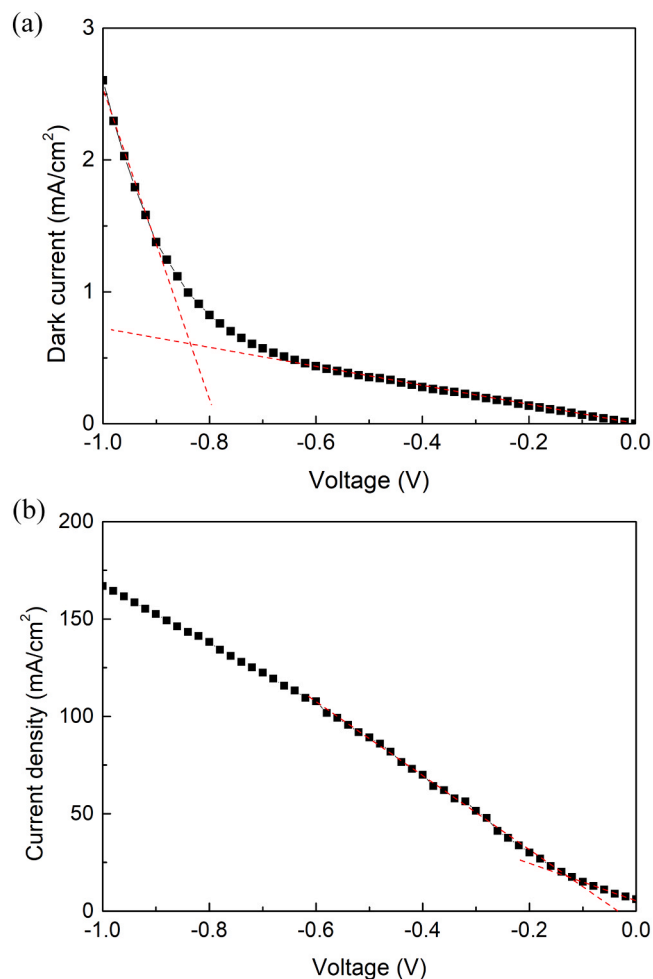 (a)
3
2
1
0
Dark current (mA/cm²)
-1.0 -0.8 -0.6 -0.4 -0.2 0.0
Voltage (V)
(b)
200
150
100
50
0
Current density (mA/cm²)
-1.0 -0.8 -0.6 -0.4 -0.2 0.0
Voltage (V)